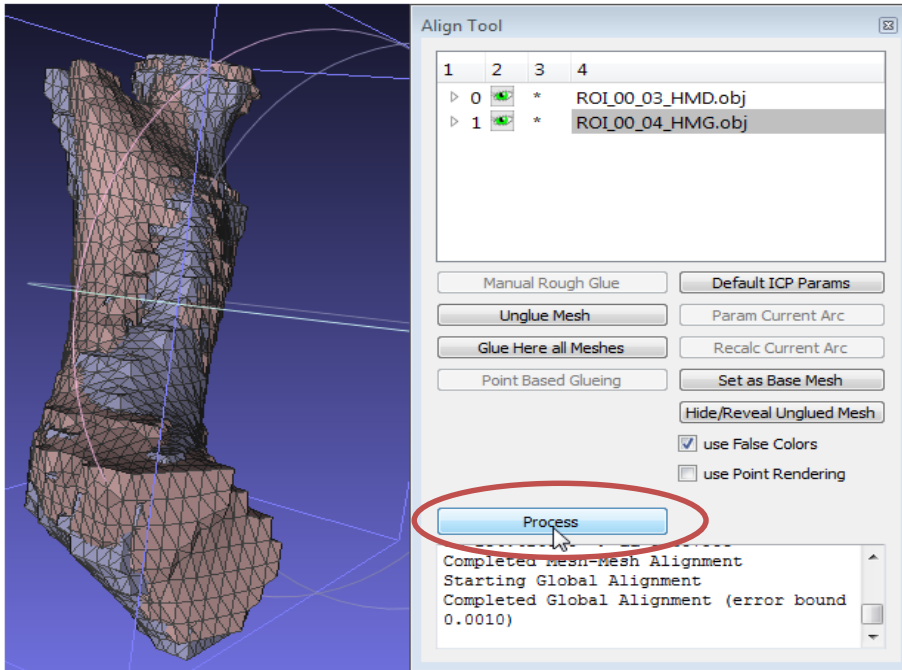 Align Tool
1 2 3 4
0 * ROI_00_03_HMD.obj
1 * ROI_00_04_HMG.obj
Manual Rough Glue Default ICP Params
Unglue Mesh Param Current Arc
Glue Here all Meshes Recalc Current Arc
Point Based Glueing Set as Base Mesh
Hide/Reveal Unglued Mesh
use False Colors
use Point Rendering
Process
Completed Mesh-Mesh Alignment
Starting Global Alignment
Completed Global Alignment (error bound
0.0010)